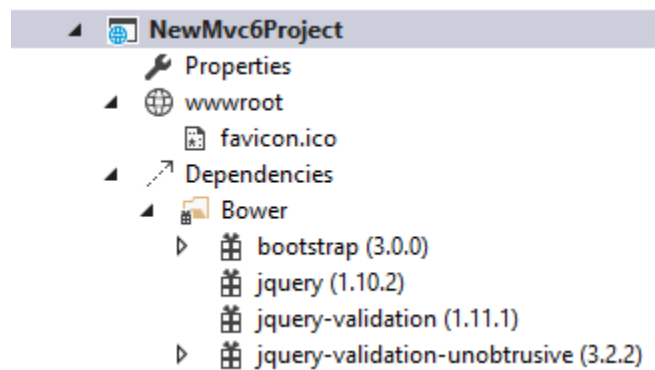 NewMvc6Project
Properties
wwwroot
favicon.ico
Dependencies
Bower
bootstrap (3.0.0)
jquery (1.10.2)
jquery-validation (1.11.1)
jquery-validation-unobtrusive (3.2.2)